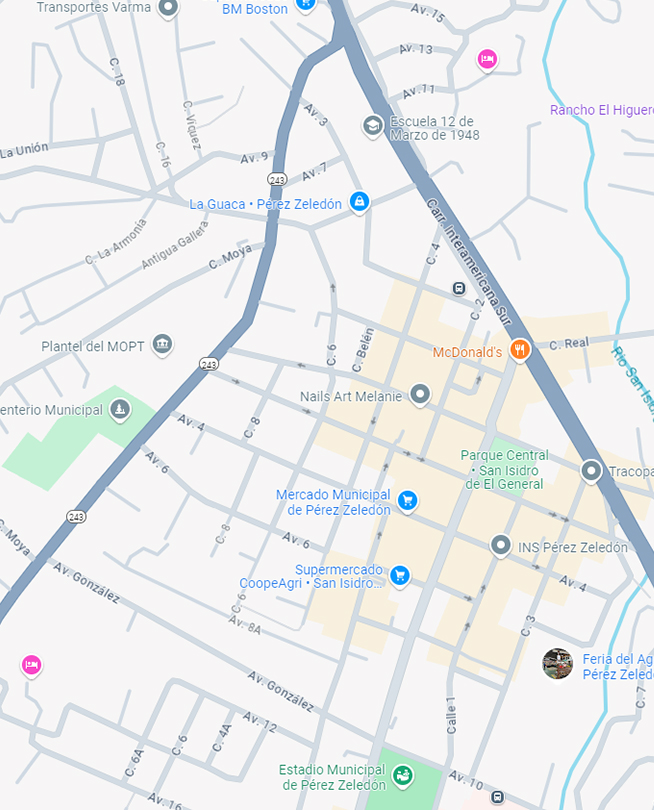 Transportes Varma
BM Boston
Av. 15
Av. 13
Av. 11
C. 18
C. Víquez
Av. 3
Escuela 12 de
Marzo de 1948
Rancho El Higuero
La Unión
C. 16
Av. 9
Av. 7
243
La Guaca • Pérez Zeledón
Carr. Interamericana Sur
C. La Armonía
Antigua Gallera
C. Moya
C. 4
C. 2
Plantel del MOPT
C. 6
C. Belén
McDonald's
C. Real
Río San Isi
243
Nails Art Melanie
enterio Municipal
Av. 4
C. 8
Parque Central
• San Isidro
de El General
Tracopa
Av. 6
Mercado Municipal
de Pérez Zeledón
243
C. Moya
C. 8
Av. 6
INS Pérez Zeledón
Supermercado
CoopeAgri • San Isidro...
Av. 4
Av. González
C. 6
Av. 8A
C. 3
Feria del Ag
Pérez Zeled
Av. González
Calle 1
C. 7
Av. 12
C. 6A
C. 6
C. 4A
Estadio Municipal
de Pérez Zeledón
Av. 10
Av. 16